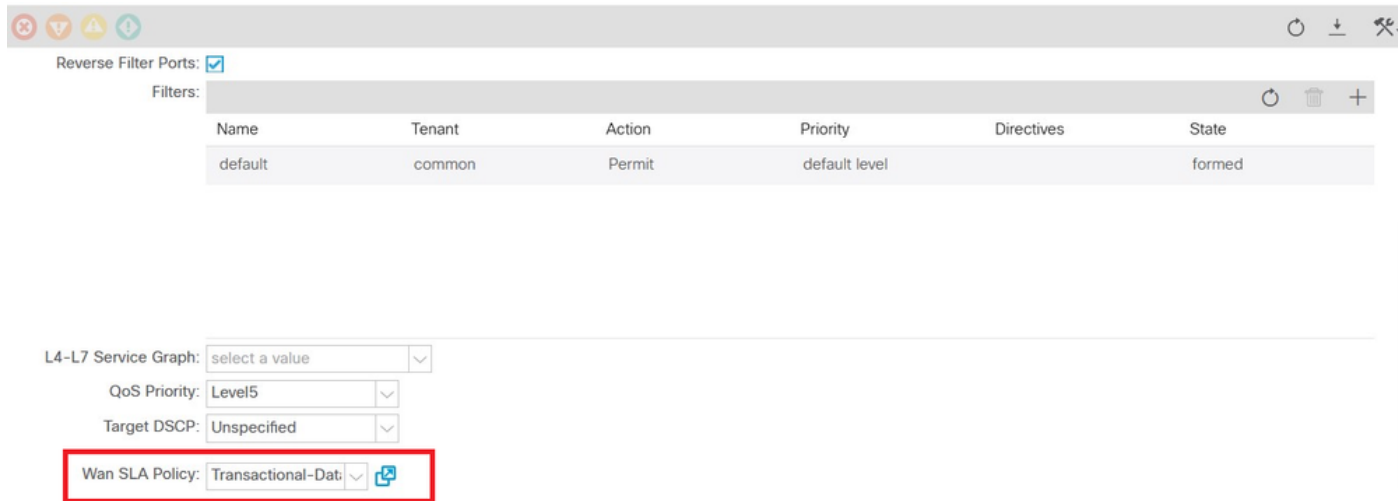 Reverse Filter Ports:
Filters:
Name Tenant Action Priority Directives State
default common Permit default level formed
L4-L7 Service Graph: select a value
QoS Priority: Level5
Target DSCP: Unspecified
Wan SLA Policy: Transactional-Dat